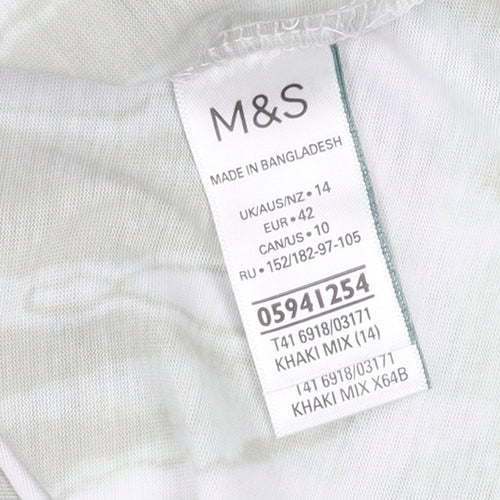 M&S
MADE IN BANGLADESH
UK/AUS/NZ • 14
EUR • 42
CAN/US • 10
RU • 152/182-97-105
05941254
T41 6918/03171
KHAKI MIX (14)
T41 6918/03171
KHAKI MIX X64B